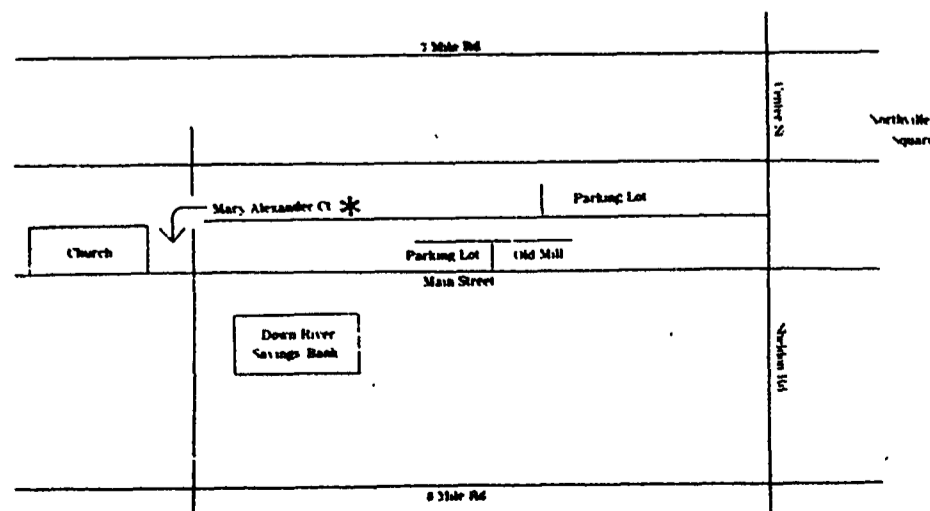 7 Mile Rd
Center St
Northville
Square
Mary Alexander Ct *
Parking Lot
Church
Parking Lot
Old Mill
Main Street
Down River
Savings Bank
Sheldon Rd
8 Mile Rd